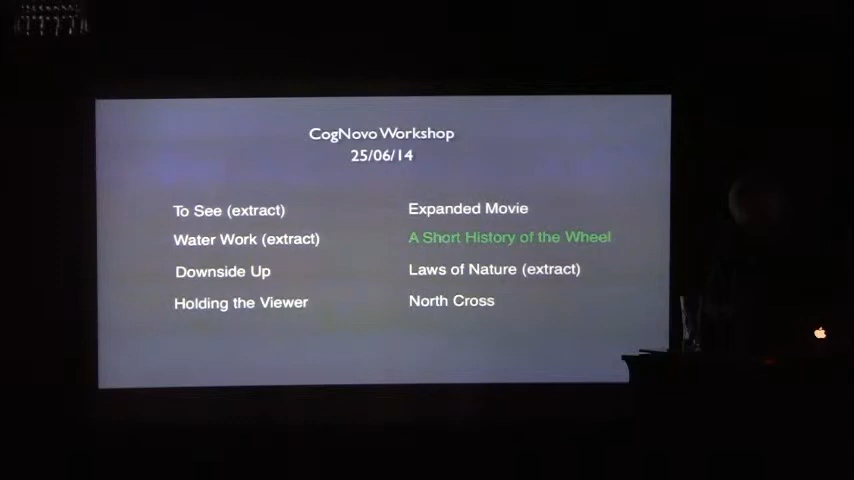 CogNovo Workshop
25/06/14
To See (extract)
Water Work (extract)
Downside Up
Holding the Viewer
Expanded Movie
A Short History of the Wheel
Laws of Nature (extract)
North Cross